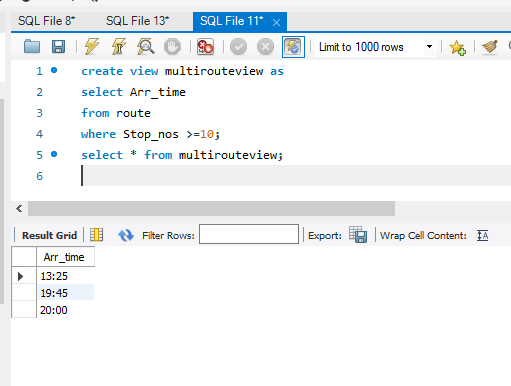 SQL File 8* SQL File 13* SQL File 11*
Limit to 1000 rows
1 create view multirouteview as
2 select Arr_time
3 from route
4 where Stop_nos >=10;
5 select * from multirouteview;
6
Result Grid Filter Rows: Export: Wrap Cell Content:
Arr_time
13:25
19:45
20:00